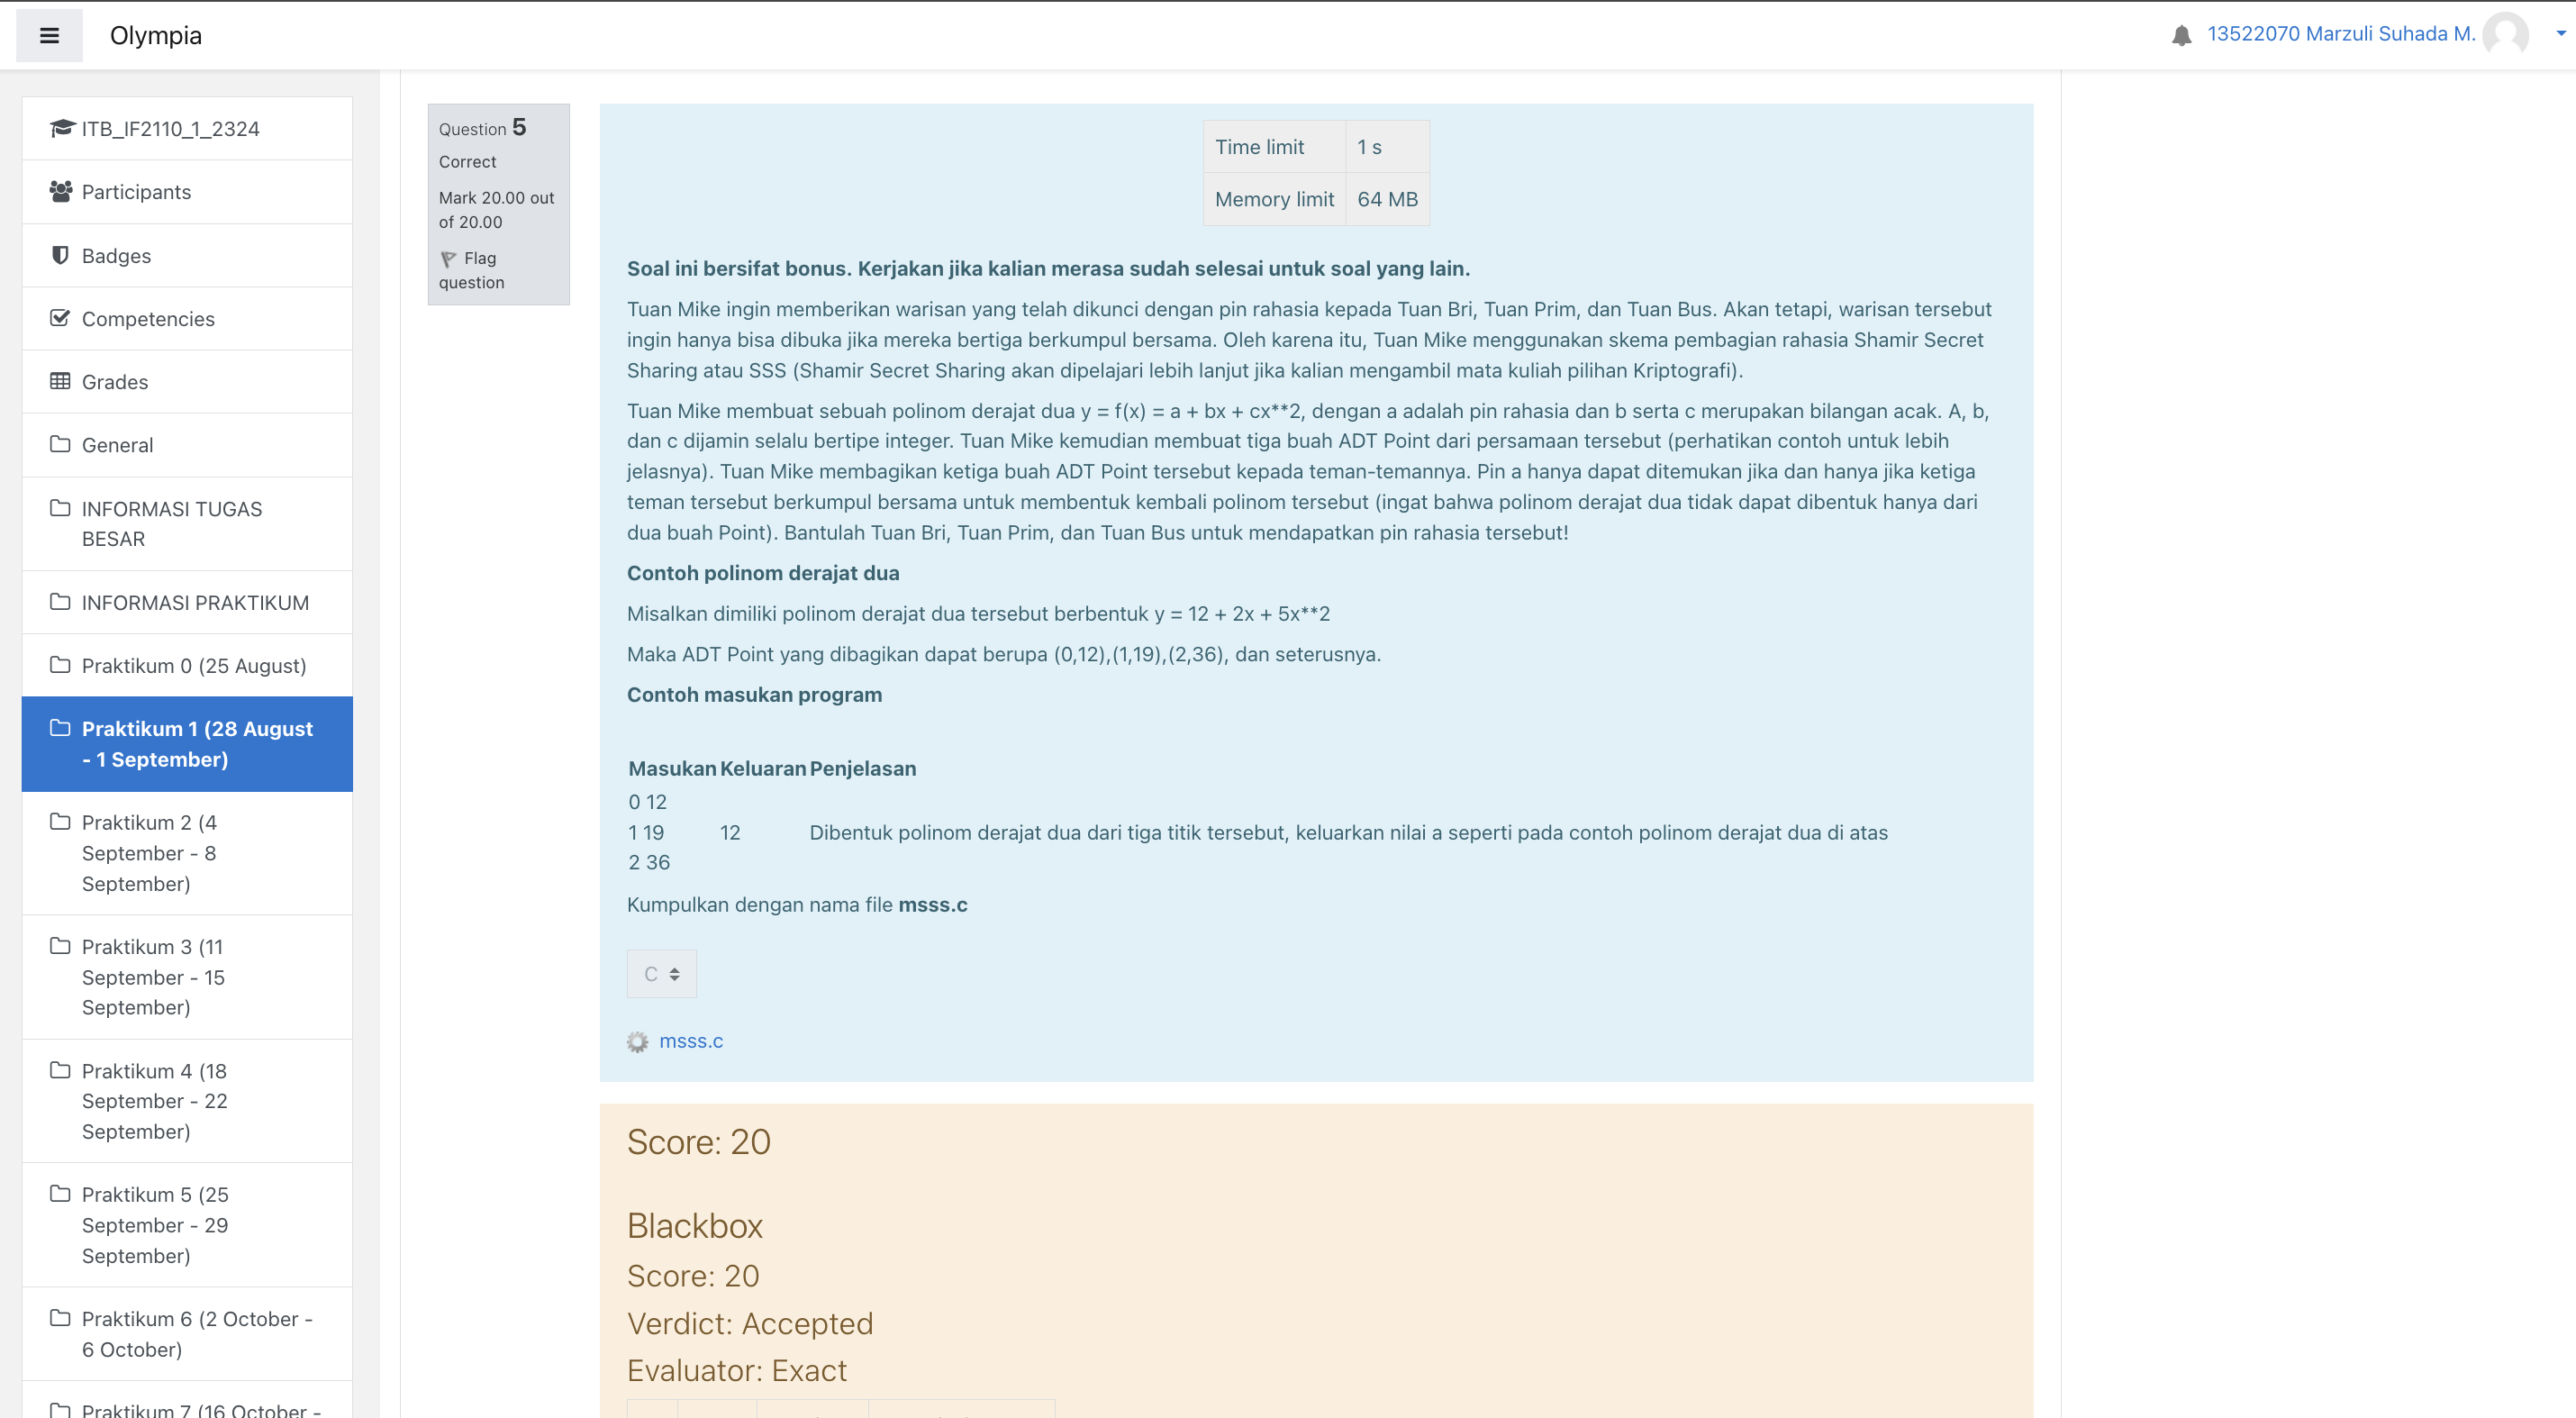 Olympia
13522070 Marzuli Suhada M.
ITB_IF2110_1_2324
Participants
Badges
Competencies
Grades
General
INFORMASI TUGAS
BESAR
INFORMASI PRAKTIKUM
Praktikum 0 (25 August)
Praktikum 1 (28 August
- 1 September)
Praktikum 2 (4
September - 8
September)
Praktikum 3 (11
September - 15
September)
Praktikum 4 (18
September - 22
September)
Praktikum 5 (25
September - 29
September)
Praktikum 6 (2 October -
6 October)
Praktikum 7 (16 October -
Question 5
Correct
Mark 20.00 out
of 20.00
Flag
question
Time limit 1 s
Memory limit 64 MB
Soal ini bersifat bonus. Kerjakan jika kalian merasa sudah selesai untuk soal yang lain.
Tuan Mike ingin memberikan warisan yang telah dikunci dengan pin rahasia kepada Tuan Bri, Tuan Prim, dan Tuan Bus. Akan tetapi, warisan tersebut
ingin hanya bisa dibuka jika mereka bertiga berkumpul bersama. Oleh karena itu, Tuan Mike menggunakan skema pembagian rahasia Shamir Secret
Sharing atau SSS (Shamir Secret Sharing akan dipelajari lebih lanjut jika kalian mengambil mata kuliah pilihan Kriptografi).
Tuan Mike membuat sebuah polinom derajat dua y = f(x) = a + bx + cx**2, dengan a adalah pin rahasia dan b serta c merupakan bilangan acak. A, b,
dan c dijamin selalu bertipe integer. Tuan Mike kemudian membuat tiga buah ADT Point dari persamaan tersebut (perhatikan contoh untuk lebih
jelasnya). Tuan Mike membagikan ketiga buah ADT Point tersebut kepada teman-temannya. Pin a hanya dapat ditemukan jika dan hanya jika ketiga
teman tersebut berkumpul bersama untuk membentuk kembali polinom tersebut (ingat bahwa polinom derajat dua tidak dapat dibentuk hanya dari
dua buah Point). Bantulah Tuan Bri, Tuan Prim, dan Tuan Bus untuk mendapatkan pin rahasia tersebut!
Contoh polinom derajat dua
Misalkan dimiliki polinom derajat dua tersebut berbentuk y = 12 + 2x + 5x**2
Maka ADT Point yang dibagikan dapat berupa (0,12),(1,19),(2,36), dan seterusnya.
Contoh masukan program
Masukan Keluaran Penjelasan
0 12
1 19 12 Dibentuk polinom derajat dua dari tiga titik tersebut, keluarkan nilai a seperti pada contoh polinom derajat dua di atas
2 36
Kumpulkan dengan nama file msss.c
C
msss.c
Score: 20
Blackbox
Score: 20
Verdict: Accepted
Evaluator: Exact